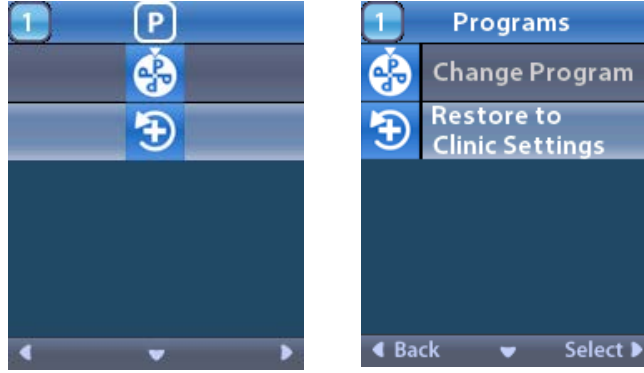 1 P
P P P P
1 Programs
P P P P
Change Program
Restore to
Clinic Settings
Back Select